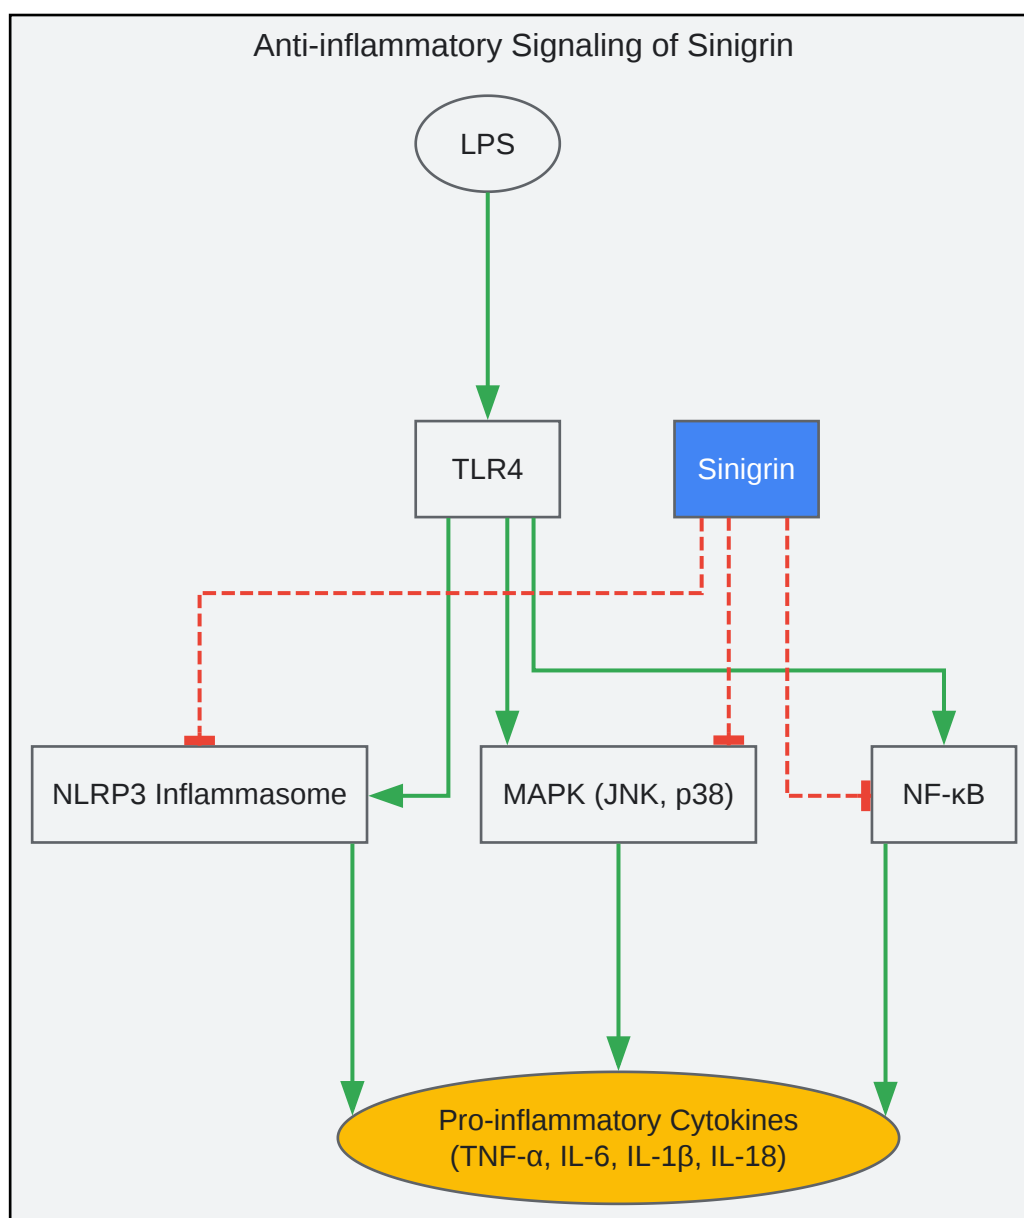 Anti-inflammatory Signaling of Sinigrin
LPS
TLR4
Sinigrin
NLRP3 Inflammasome
MAPK (JNK, p38)
NF-κB
Pro-inflammatory Cytokines
(TNF-α, IL-6, IL-1β, IL-18)